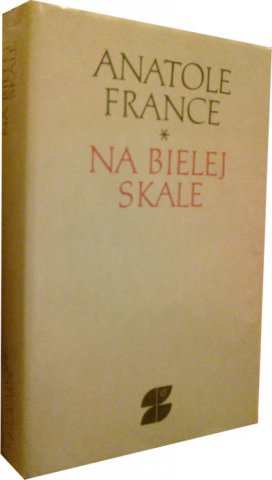 ANATOLE
FRANCE
*
NA BIELEJ
SKALE